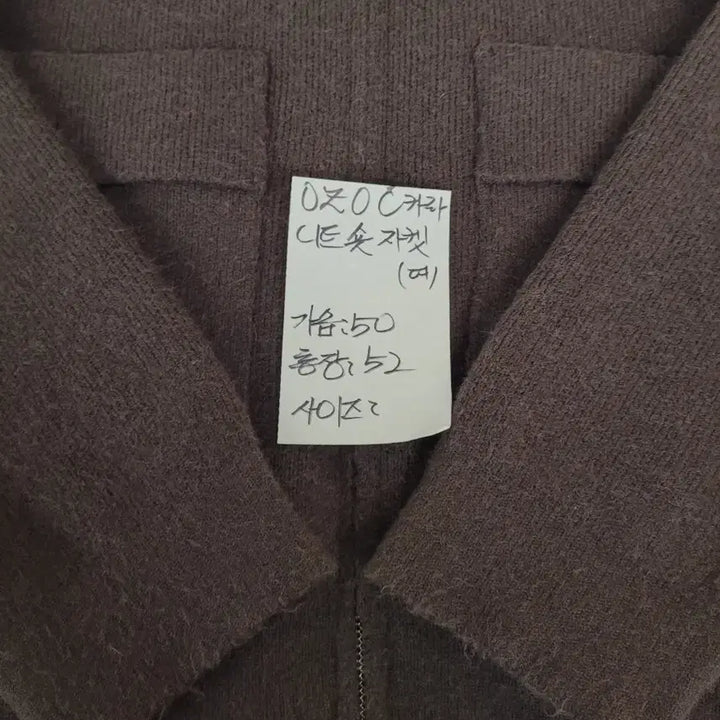 OZOC 카라
니트 숏 자켓
(여)
가슴:50
총장:52
사이즈: